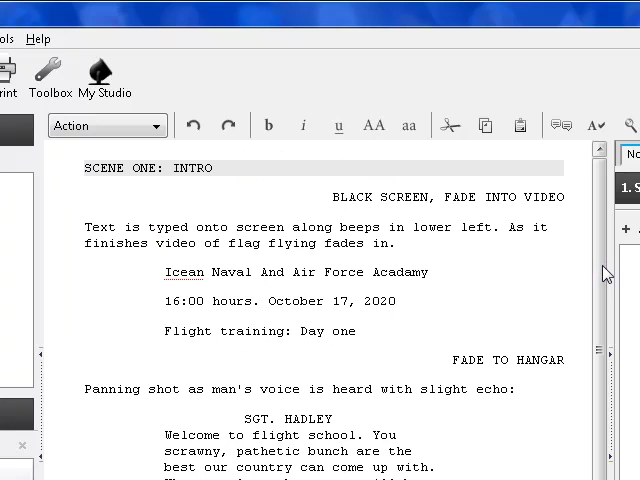 ols Help
rint Toolbox My Studio
Action b i u AA aa A
No
SCENE ONE: INTRO
1. S
BLACK SCREEN, FADE INTO VIDEO
Text is typed onto screen along beeps in lower left. As it
finishes video of flag flying fades in.
Icean Naval And Air Force Acadamy
16:00 hours. October 17, 2020
Flight training: Day one
FADE TO HANGAR
Panning shot as man's voice is heard with slight echo:
SGT. HADLEY
Welcome to flight school. You
scrawny, pathetic bunch are the
best our country can come up with.